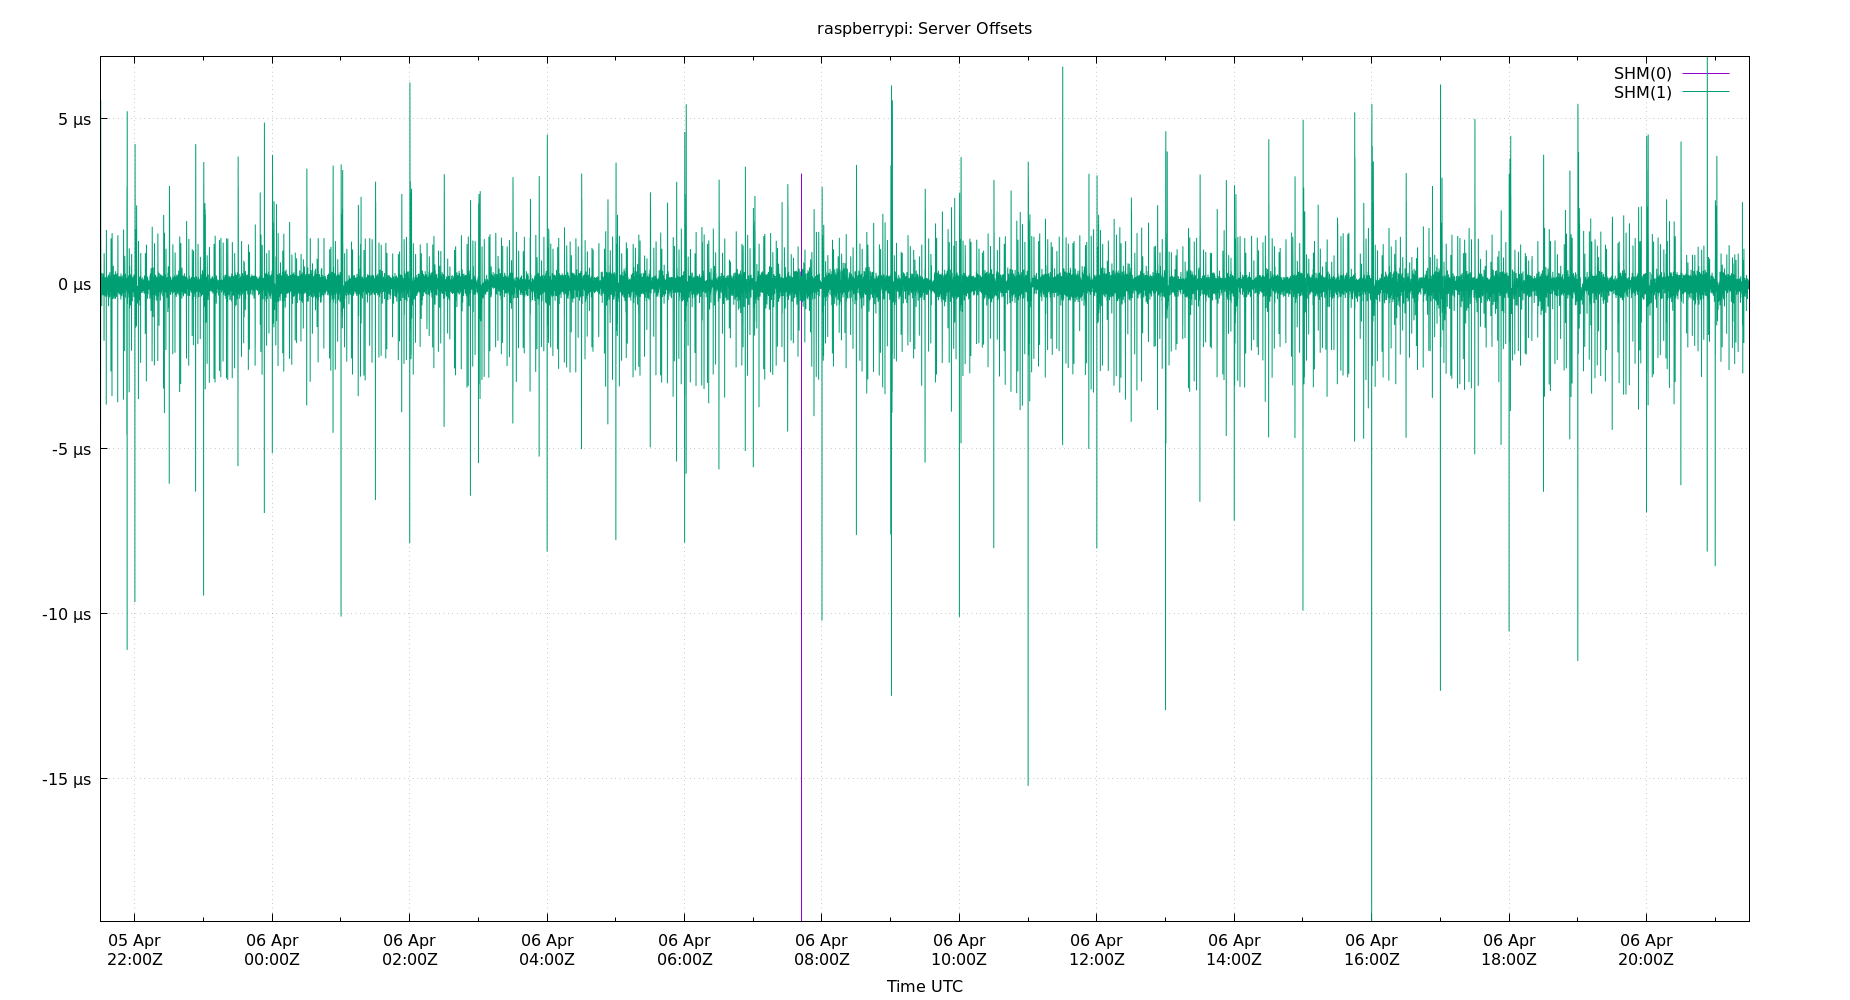 raspberrypi: Server Offsets
SHM(0)
SHM(1)
5 µs
0 µs
-5 µs
-10 µs
-15 µs
05 Apr 06 Apr 06 Apr 06 Apr 06 Apr 06 Apr 06 Apr 06 Apr 06 Apr 06 Apr 06 Apr 06 Apr
22:00Z 00:00Z 02:00Z 04:00Z 06:00Z 08:00Z 10:00Z 12:00Z 14:00Z 16:00Z 18:00Z 20:00Z
Time UTC